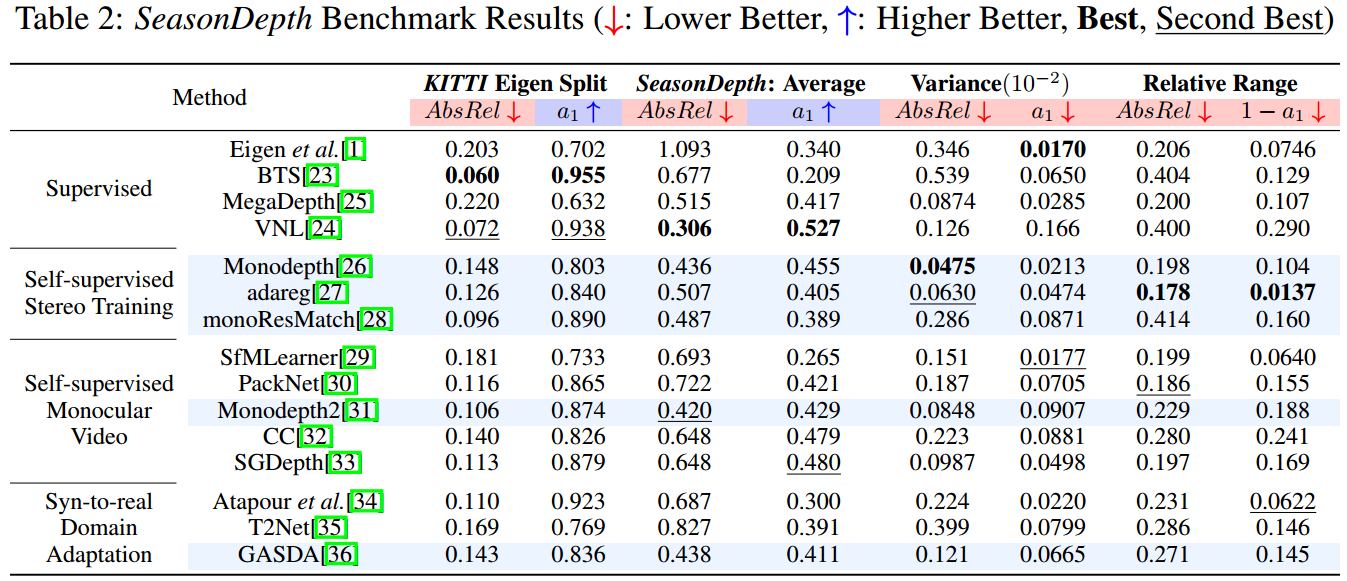 Table 2: SeasonDepth Benchmark Results (↓: Lower Better, ↑: Higher Better, Best, Second Best)
Method KITTI Eigen Split SeasonDepth: Average Variance(10⁻²) Relative Range
AbsRel ↓ a₁ ↑ AbsRel ↓ a₁ ↑ AbsRel ↓ a₁ ↓ AbsRel ↓ 1 − a₁ ↓
Supervised
Eigen et al.[1] 0.203 0.702 1.093 0.340 0.346 0.0170 0.206 0.0746
BTS[23] 0.060 0.955 0.677 0.209 0.539 0.0650 0.404 0.129
MegaDepth[25] 0.220 0.632 0.515 0.417 0.0874 0.0285 0.200 0.107
VNL[24] 0.072 0.938 0.306 0.527 0.126 0.166 0.400 0.290
Self-supervised
Stereo Training
Monodepth[26] 0.148 0.803 0.436 0.455 0.0475 0.0213 0.198 0.104
adareg[27] 0.126 0.840 0.507 0.405 0.0630 0.0474 0.178 0.0137
monoResMatch[28] 0.096 0.890 0.487 0.389 0.286 0.0871 0.414 0.160
Self-supervised
Monocular
Video
SfMLearner[29] 0.181 0.733 0.693 0.265 0.151 0.0177 0.199 0.0640
PackNet[30] 0.116 0.865 0.722 0.421 0.187 0.0705 0.186 0.155
Monodepth2[31] 0.106 0.874 0.420 0.429 0.0848 0.0907 0.229 0.188
CC[32] 0.140 0.826 0.648 0.479 0.223 0.0881 0.280 0.241
SGDepth[33] 0.113 0.879 0.648 0.480 0.0987 0.0498 0.197 0.169
Syn-to-real
Domain
Adaptation
Atapour et al.[34] 0.110 0.923 0.687 0.300 0.224 0.0220 0.231 0.0622
T2Net[35] 0.169 0.769 0.827 0.391 0.399 0.0799 0.286 0.146
GASDA[36] 0.143 0.836 0.438 0.411 0.121 0.0665 0.271 0.145